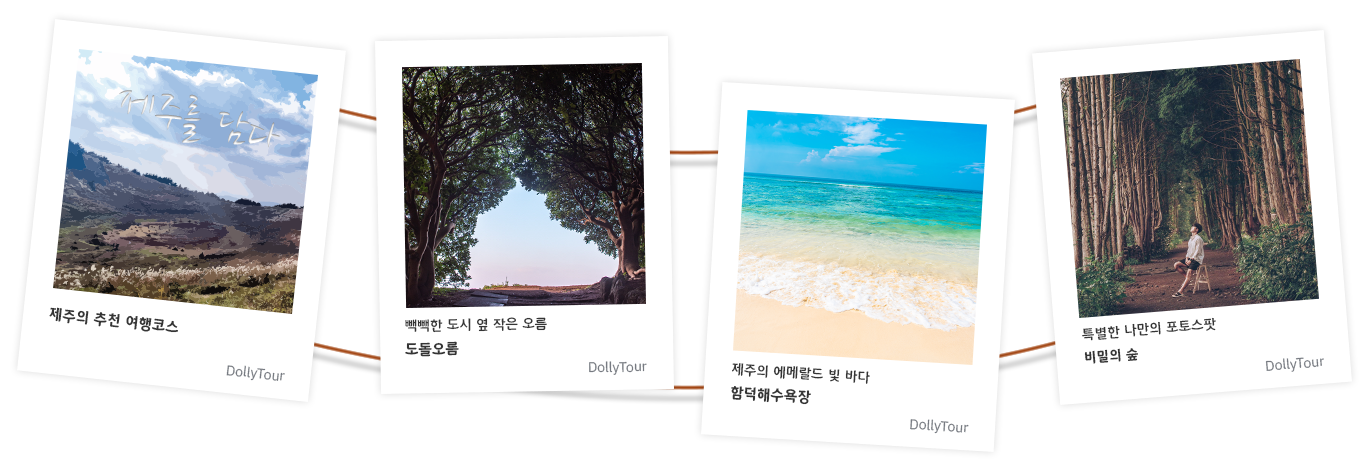 제주를 담다
제주의 추천 여행코스
DollyTour
빽빽한 도시 옆 작은 오름
도돌오름
DollyTour
제주의 에메랄드 빛 바다
함덕해수욕장
DollyTour
특별한 나만의 포토스팟
비밀의 숲
DollyTour